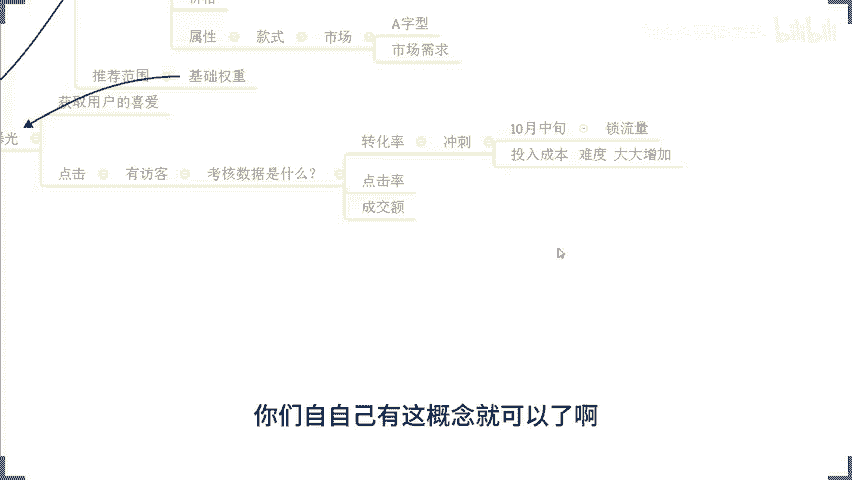 价格
属性 款式 市场 A字型
市场需求
推荐范围 基础权重
获取用户的喜爱
曝光
点击 有访客 考核数据是什么?
转化率 冲刺 10月中旬 锁流量
投入成本 难度 大大增加
点击率
成交额
bilibili
你们自自己有这概念就可以了啊